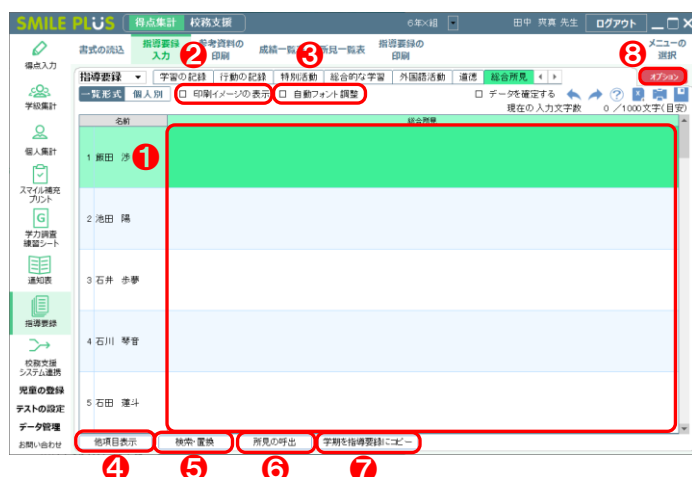 SMILE PLUS 得点集計 校務支援 6年×組 田中 爽真 先生 ログアウト
得点入力 書式の読込 指導要録 入力 参考資料の 印刷 成績一覧表 所見一覧表 指導要録の 印刷 メニューの 選択
❷ ❸ ❽
指導要録 学習の記録 行動の記録 特別活動 総合的な学習 外国語活動 道徳 総合所見 オプション
一覧形式 個人別 印刷イメージの表示 自動フォント調整 データを確定する
現在の入力文字数 0 /1000文字(目安)
学級集計
名前 総合所見
個人集計
1 飯田 渉 ❶
スマイル補充
プリント
2 池田 陽
学力調査
練習シート
通知表
3 石井 歩夢
指導要録
4 石川 琴音
校務支援
システム連携
児童の登録
テストの設定
5 石田 蓮斗
データ管理
お問い合わせ
他項目表示 検索・置換 所見の呼出 学期を指導要録にコピー
❹ ❺ ❻ ❼